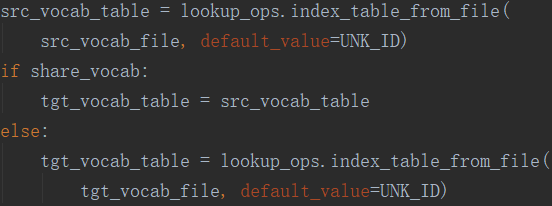 src_vocab_table = lookup_ops.index_table_from_file(
    src_vocab_file, default_value=UNK_ID)
if share_vocab:
    tgt_vocab_table = src_vocab_table
else:
    tgt_vocab_table = lookup_ops.index_table_from_file(
        tgt_vocab_file, default_value=UNK_ID)